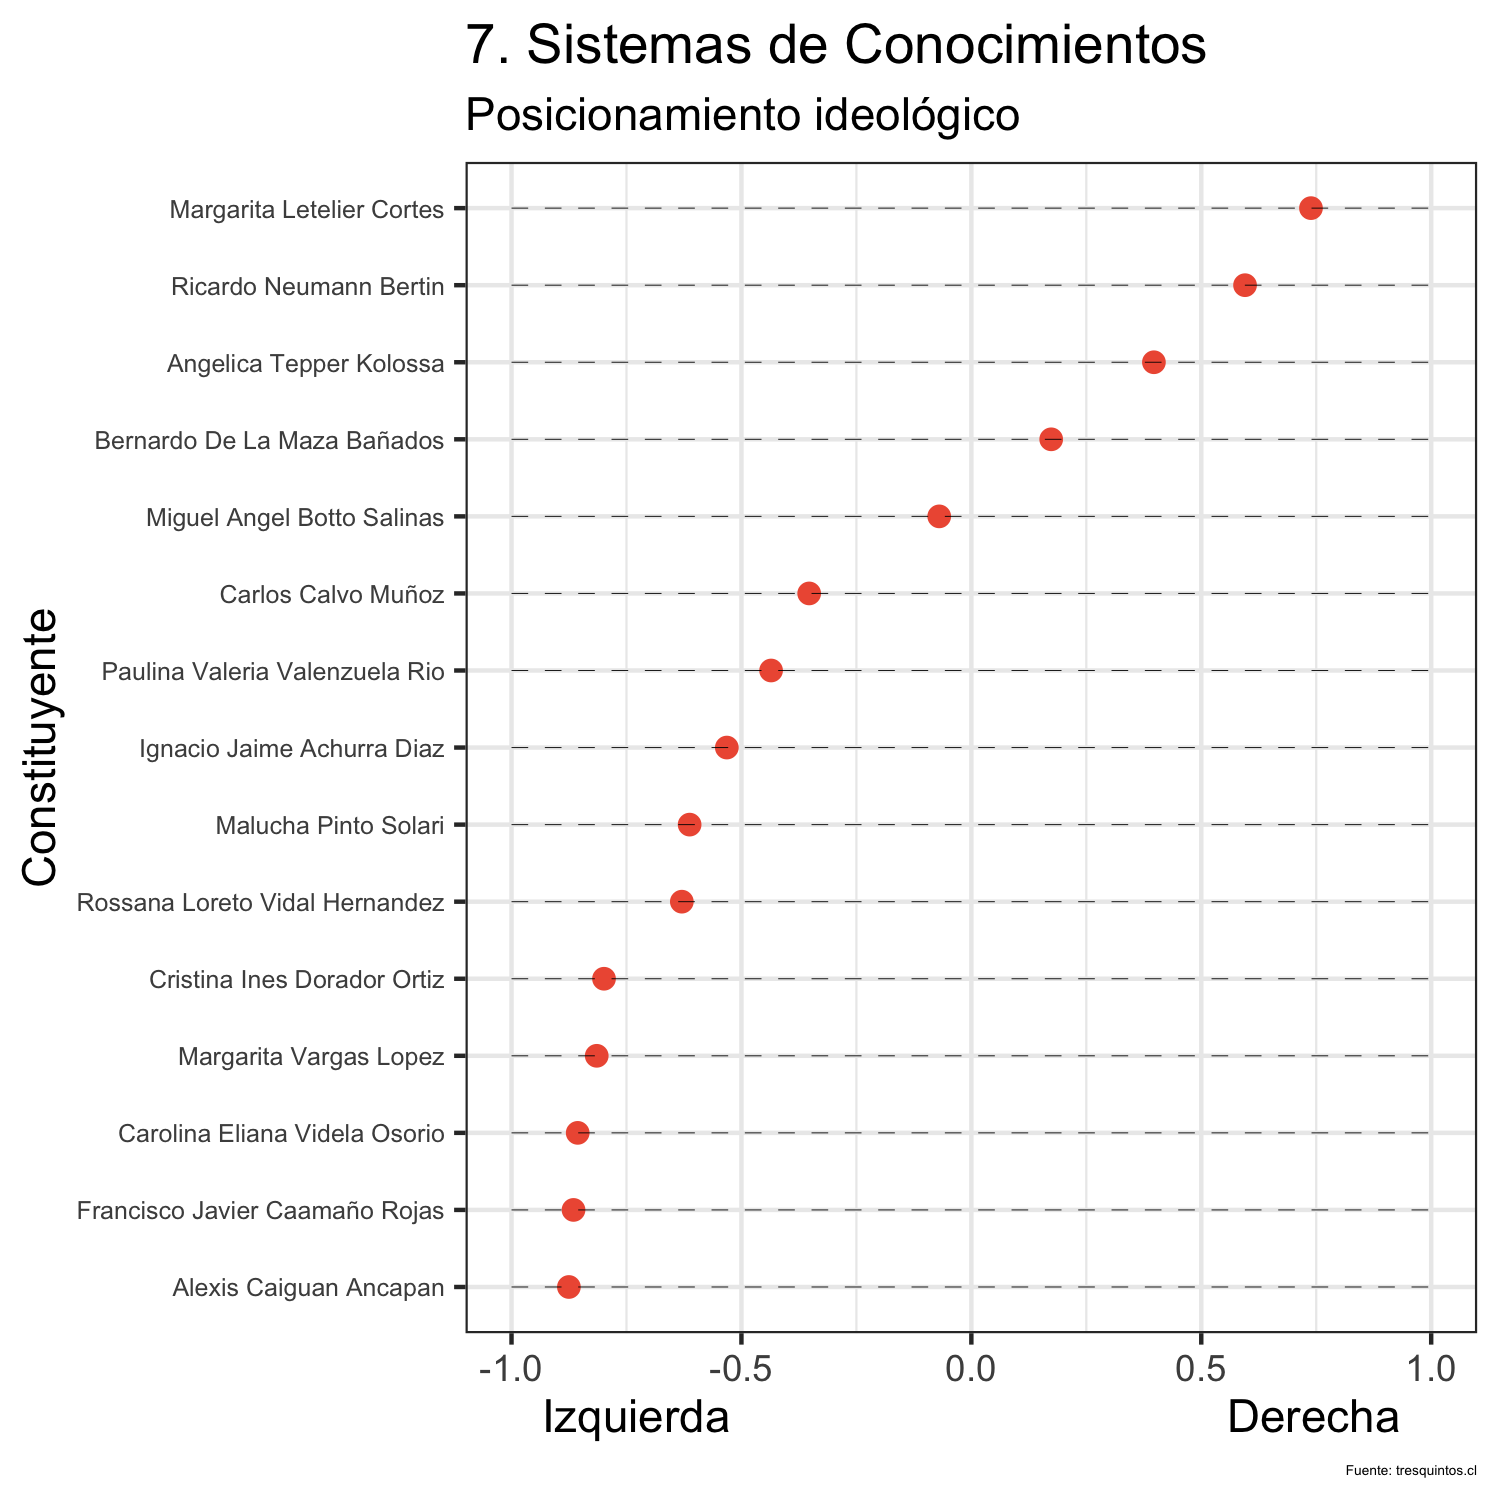 7. Sistemas de Conocimientos
Posicionamiento ideológico
Constituyente
Margarita Letelier Cortes
Ricardo Neumann Bertin
Angelica Tepper Kolossa
Bernardo De La Maza Bañados
Miguel Angel Botto Salinas
Carlos Calvo Muñoz
Paulina Valeria Valenzuela Rio
Ignacio Jaime Achurra Diaz
Malucha Pinto Solari
Rossana Loreto Vidal Hernandez
Cristina Ines Dorador Ortiz
Margarita Vargas Lopez
Carolina Eliana Videla Osorio
Francisco Javier Caamaño Rojas
Alexis Caiguan Ancapan
-1.0 -0.5 0.0 0.5 1.0
Izquierda Derecha
Fuente: tresquintos.cl